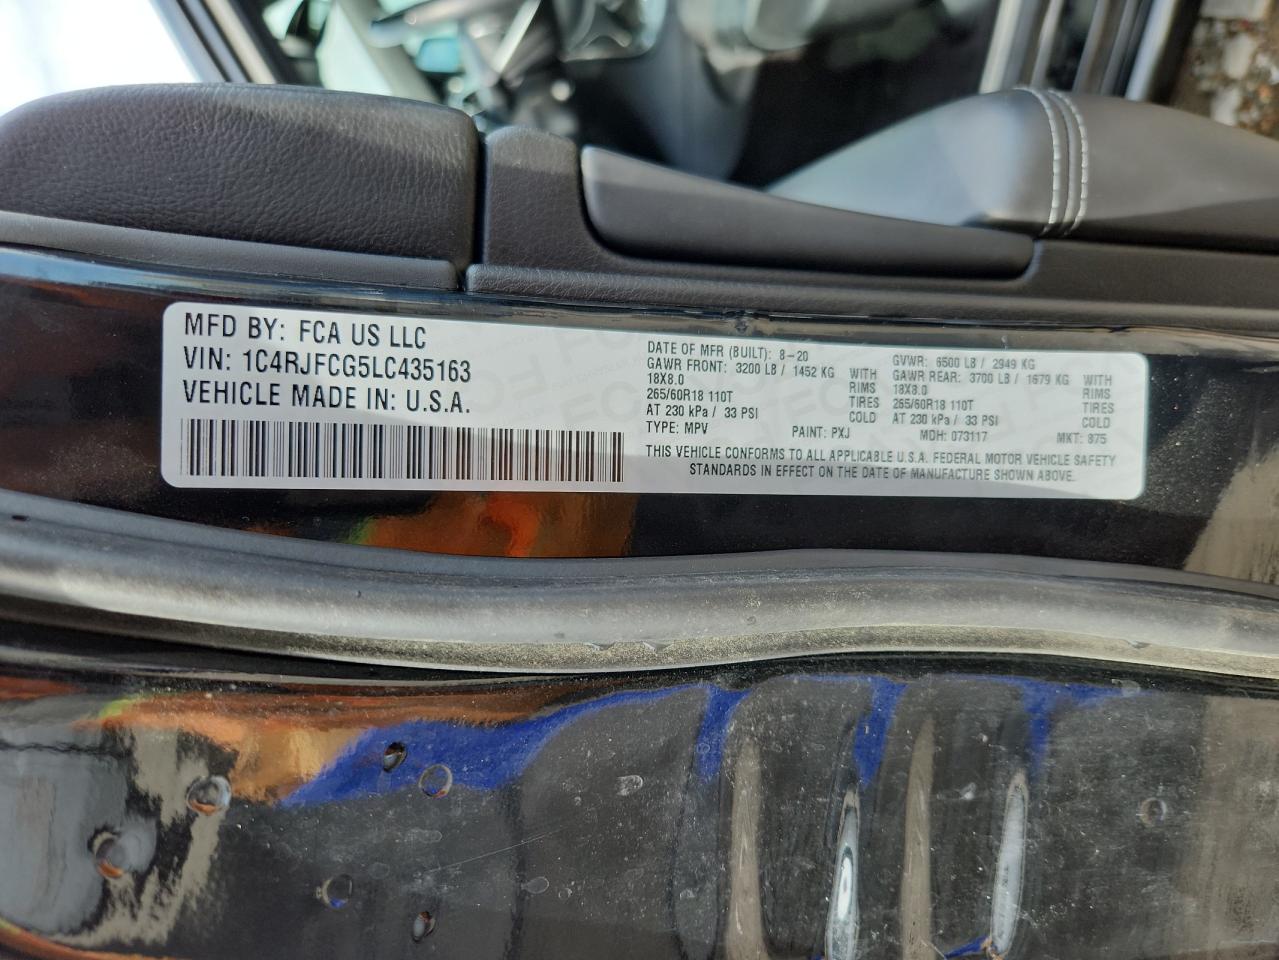 MFD BY: FCA US LLC
VIN: 1C4RJFCG5LC435163
VEHICLE MADE IN: U.S.A.
DATE OF MFR (BUILT): 8-20
GAWR FRONT: 3200 LB / 1452 KG WITH
18X8.0 RIMS
265/60R18 110T TIRES
AT 230 kPa / 33 PSI COLD
TYPE: MPV PAINT: PXJ
GVWR: 6500 LB / 2949 KG
GAWR REAR: 3700 LB / 1679 KG WITH
18X8.0 RIMS
265/60R18 110T TIRES
AT 230 kPa / 33 PSI COLD
MDH: 073117 MKT: 875
THIS VEHICLE CONFORMS TO ALL APPLICABLE U.S.A. FEDERAL MOTOR VEHICLE SAFETY
STANDARDS IN EFFECT ON THE DATE OF MANUFACTURE SHOWN ABOVE.